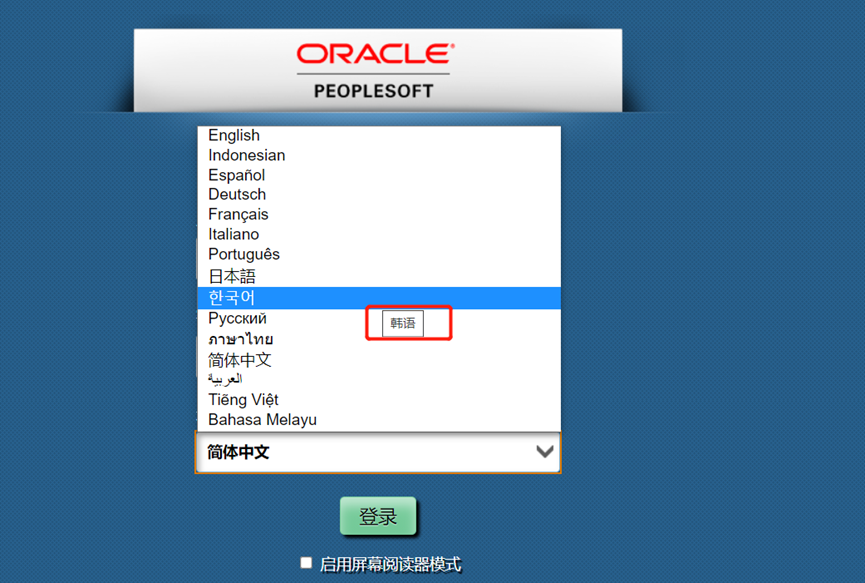 ORACLE®
PEOPLESOFT
English
Indonesian
Español
Deutsch
Français
Italiano
Português
日本語
한국어
Русский
韩语
ภาษาไทย
简体中文
العربية
Tiếng Việt
Bahasa Melayu
简体中文
登录
启用屏幕阅读器模式